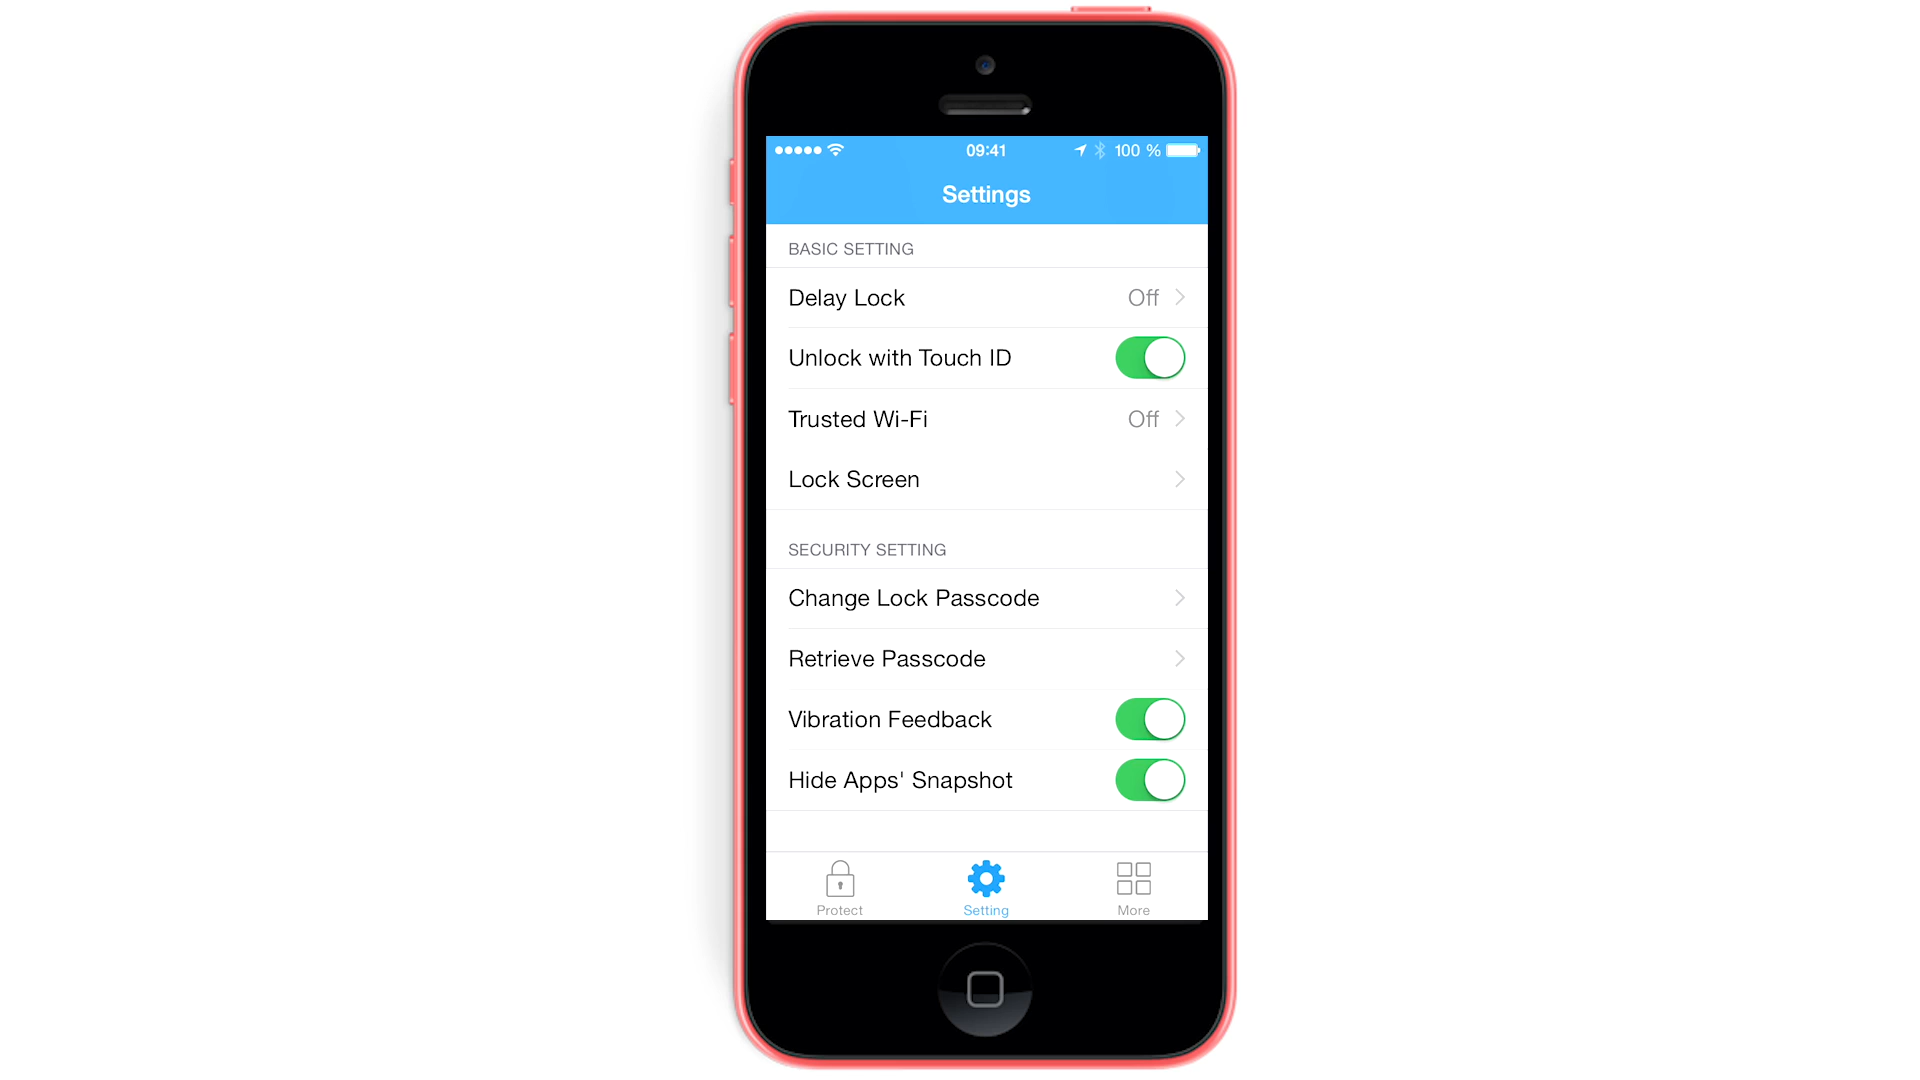 09:41
100 %
Settings
BASIC SETTING
Delay Lock Off
Unlock with Touch ID
Trusted Wi-Fi Off
Lock Screen
SECURITY SETTING
Change Lock Passcode
Retrieve Passcode
Vibration Feedback
Hide Apps' Snapshot
Protect Setting More